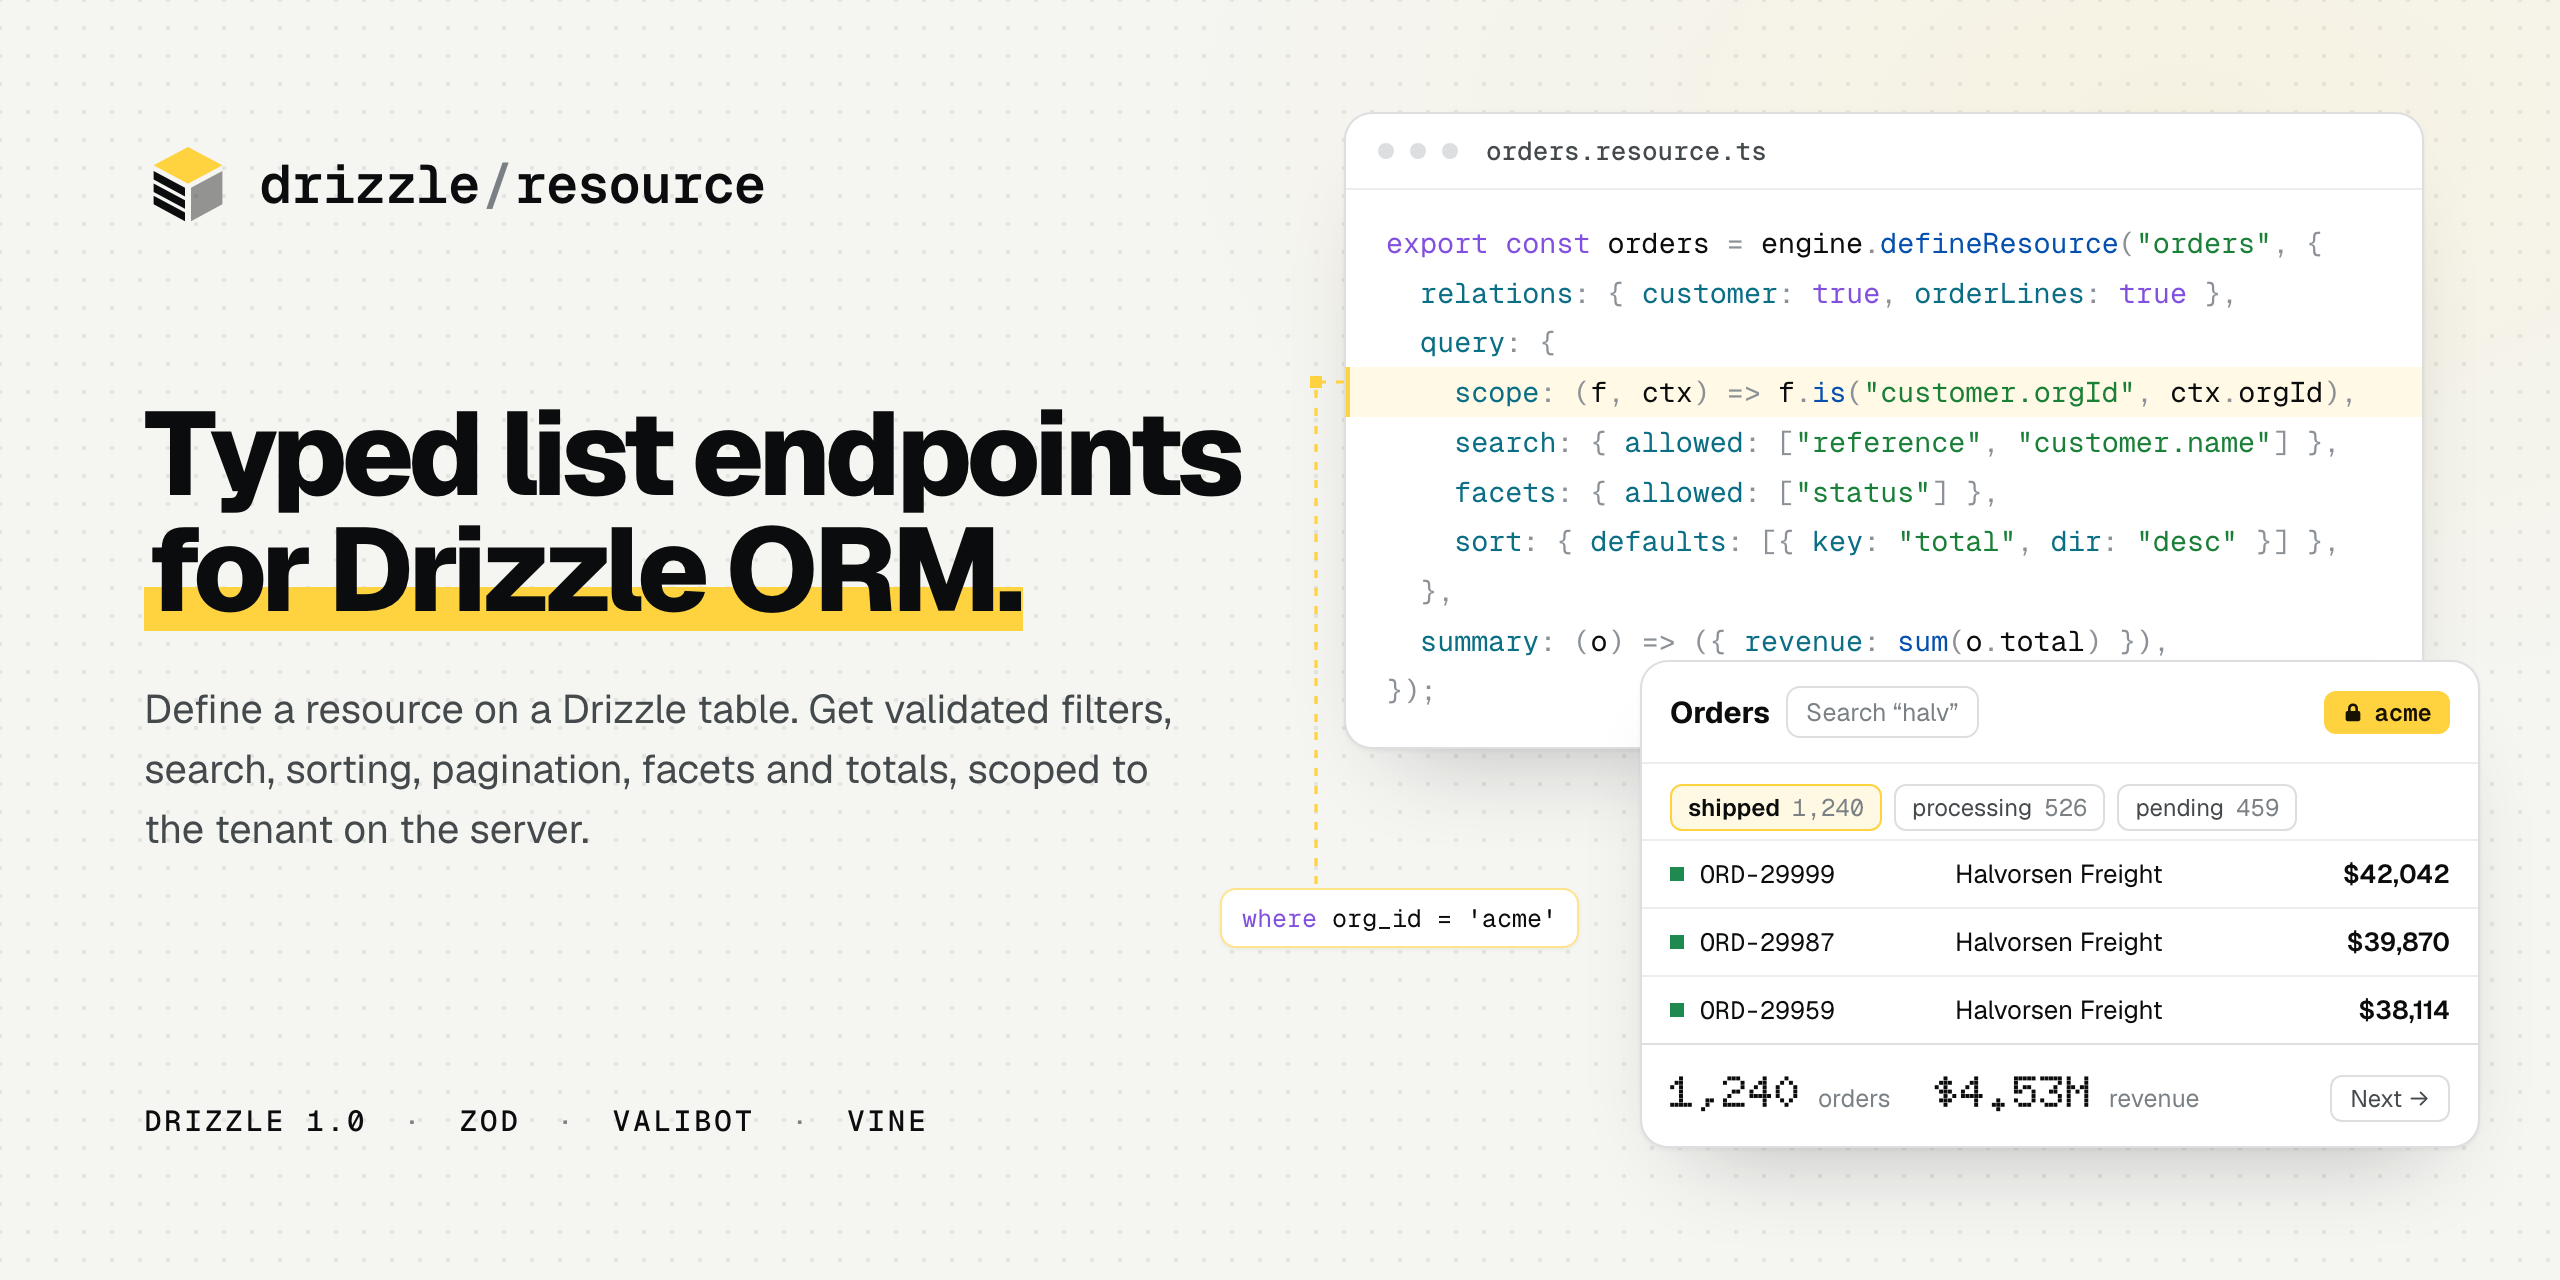 drizzle/resource
Typed list endpoints
for Drizzle ORM.
Define a resource on a Drizzle table. Get validated filters,
search, sorting, pagination, facets and totals, scoped to
the tenant on the server.
DRIZZLE 1.0 · ZOD · VALIBOT · VINE
orders.resource.ts
export const orders = engine.defineResource("orders", {
  relations: { customer: true, orderLines: true },
  query: {
    scope: (f, ctx) => f.is("customer.orgId", ctx.orgId),
    search: { allowed: ["reference", "customer.name"] },
    facets: { allowed: ["status"] },
    sort: { defaults: [{ key: "total", dir: "desc" }] },
  },
  summary: (o) => ({ revenue: sum(o.total) }),
});
where org_id = 'acme'
Orders Search “halv” acme
shipped 1,240 processing 526 pending 459
ORD-29999 Halvorsen Freight $42,042
ORD-29987 Halvorsen Freight $39,870
ORD-29959 Halvorsen Freight $38,114
1,240 orders $4.53M revenue Next →